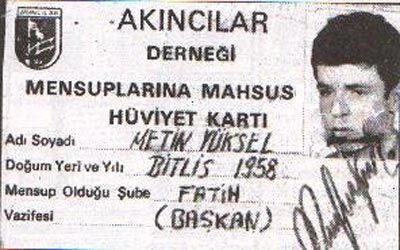 AKINCILAR
DERNEĞİ
MENSUPLARINA MAHSUS
HÜVİYET KARTI
Adı Soyadı METİN YÜKSEL
Doğum Yeri ve Yılı BİTLİS 1958
Mensup Olduğu Şube FATİH
Vazifesi (BAŞKAN)